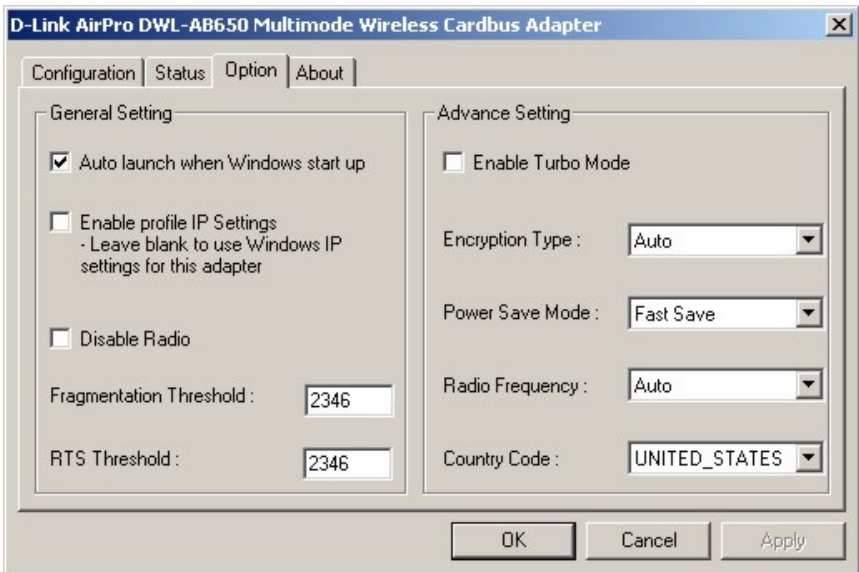 D-Link AirPro DWL-AB650 Multimode Wireless Cardbus Adapter
Configuration Status Option About
General Setting
Auto launch when Windows start up
Enable profile IP Settings
- Leave blank to use Windows IP
settings for this adapter
Disable Radio
Fragmentation Threshold : 2346
RTS Threshold : 2346
Advance Setting
Enable Turbo Mode
Encryption Type : Auto
Power Save Mode : Fast Save
Radio Frequency : Auto
Country Code : UNITED_STATES
OK Cancel Apply